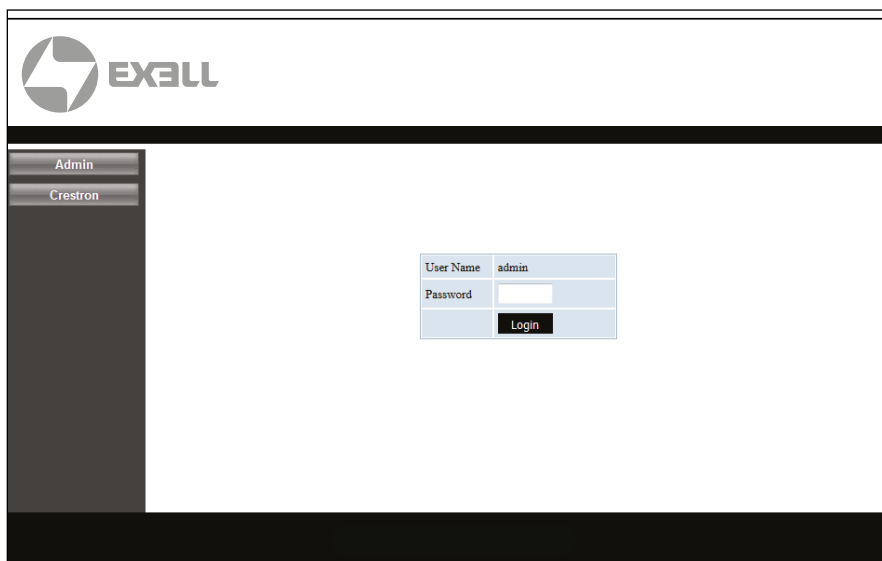 EXELL
Admin
Crestron
User Name admin
Password
Login